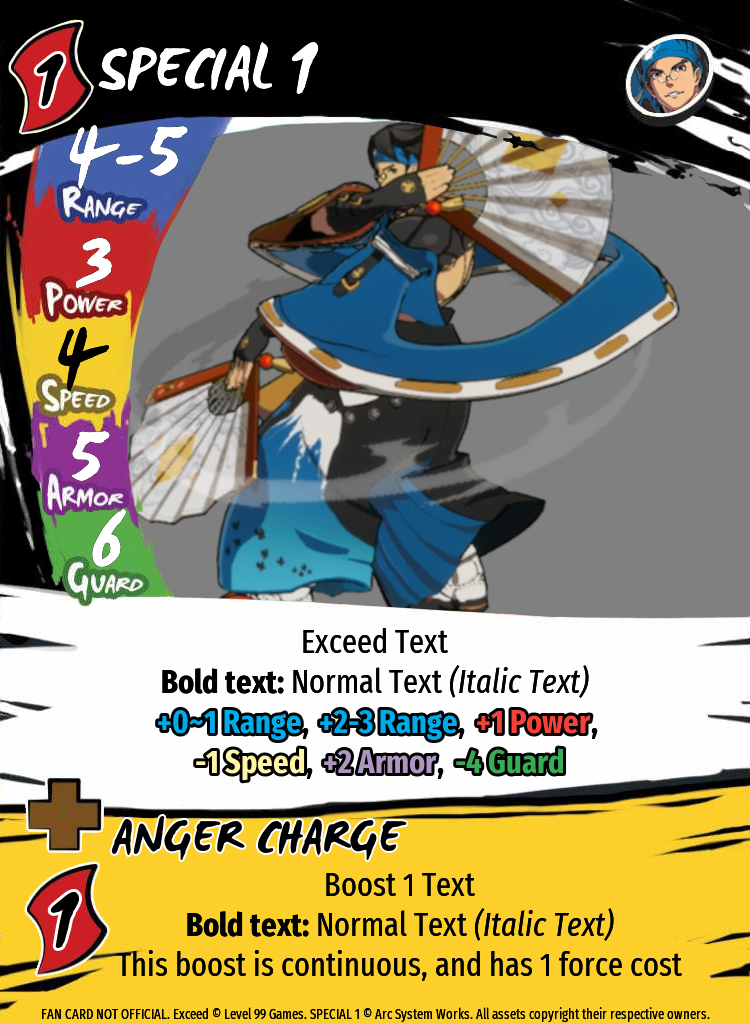 1 SPECIAL 1
4-5
RANGE
3
POWER
4
SPEED
5
ARMOR
6
GUARD
Exceed Text
Bold text: Normal Text (Italic Text)
+0~1 Range, +2-3 Range, +1 Power,
-1 Speed, +2 Armor, -4 Guard
ANGER CHARGE
1
Boost 1 Text
Bold text: Normal Text (Italic Text)
This boost is continuous, and has 1 force cost
FAN CARD NOT OFFICIAL. Exceed © Level 99 Games. SPECIAL 1 © Arc System Works. All assets copyright their respective owners.